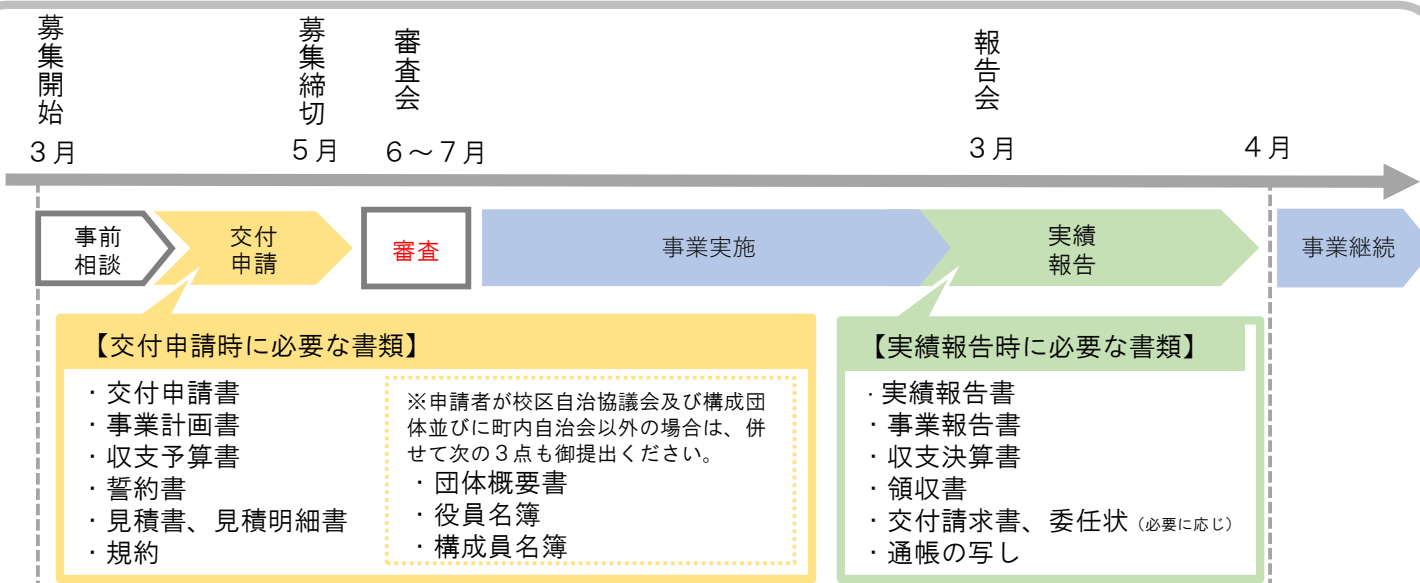 募集開始
募集締切
審査会
報告会
3月
5月
6～7月
3月
4月
事前
相談
交付
申請
審査
事業実施
実績
報告
事業継続
【交付申請時に必要な書類】
・交付申請書
・事業計画書
・収支予算書
・誓約書
・見積書、見積明細書
・規約
※申請者が校区自治協議会及び構成団
体並びに町内自治会以外の場合は、併
せて次の３点も御提出ください。
・団体概要書
・役員名簿
・構成員名簿
【実績報告時に必要な書類】
・実績報告書
・事業報告書
・収支決算書
・領収書
・交付請求書、委任状（必要に応じ）
・通帳の写し